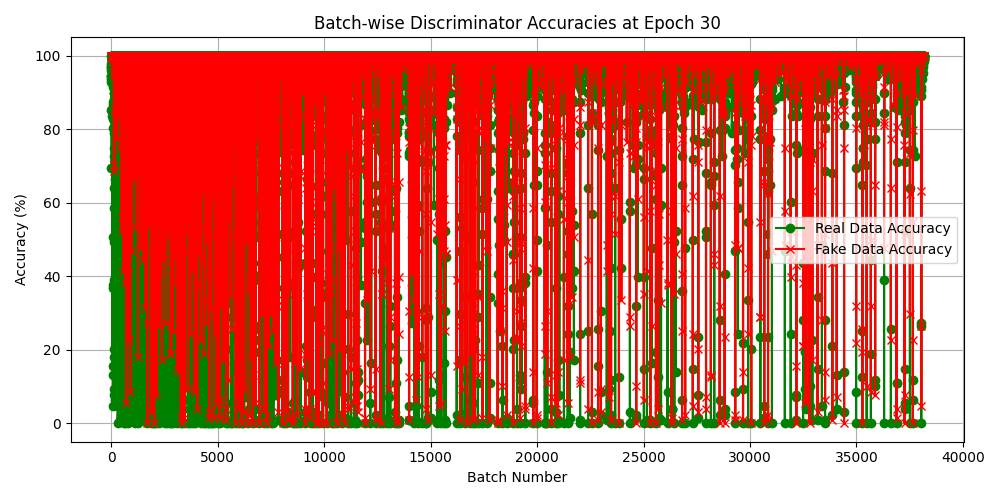 Batch-wise Discriminator Accuracies at Epoch 30
Accuracy (%)
100
80
60
40
20
0
Real Data Accuracy
Fake Data Accuracy
0 5000 10000 15000 20000 25000 30000 35000 40000
Batch Number